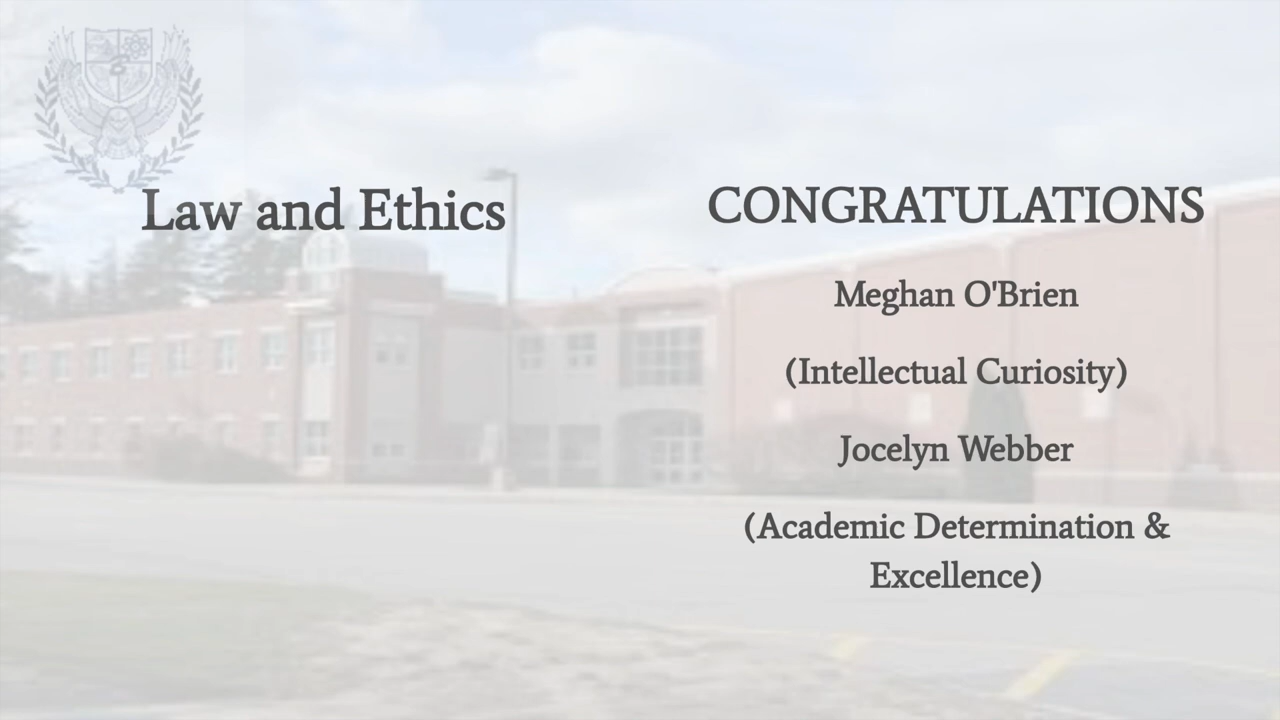 Law and Ethics
CONGRATULATIONS
Meghan O'Brien
(Intellectual Curiosity)
Jocelyn Webber
(Academic Determination &
Excellence)